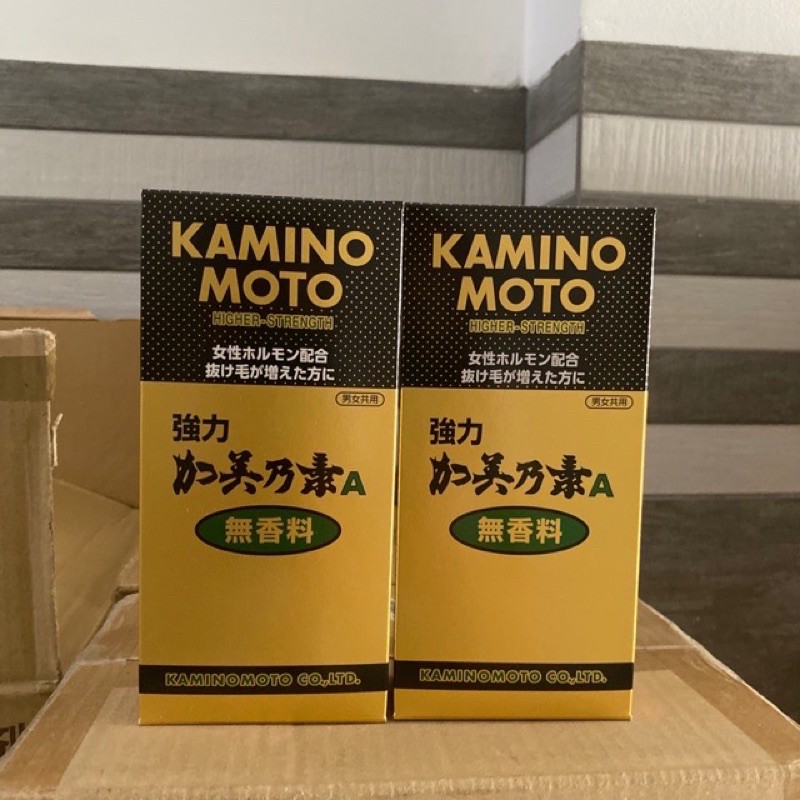 KAMINO
MOTO
HIGHER-STRENGTH
女性ホルモン配合
抜け毛が増えた方に
男女共用
強力
加美乃素A
無香料
KAMINOMOTO CO.,LTD.
KAMINO
MOTO
HIGHER-STRENGTH
女性ホルモン配合
抜け毛が増えた方に
男女共用
強力
加美乃素A
無香料
KAMINOMOTO CO.,LTD.